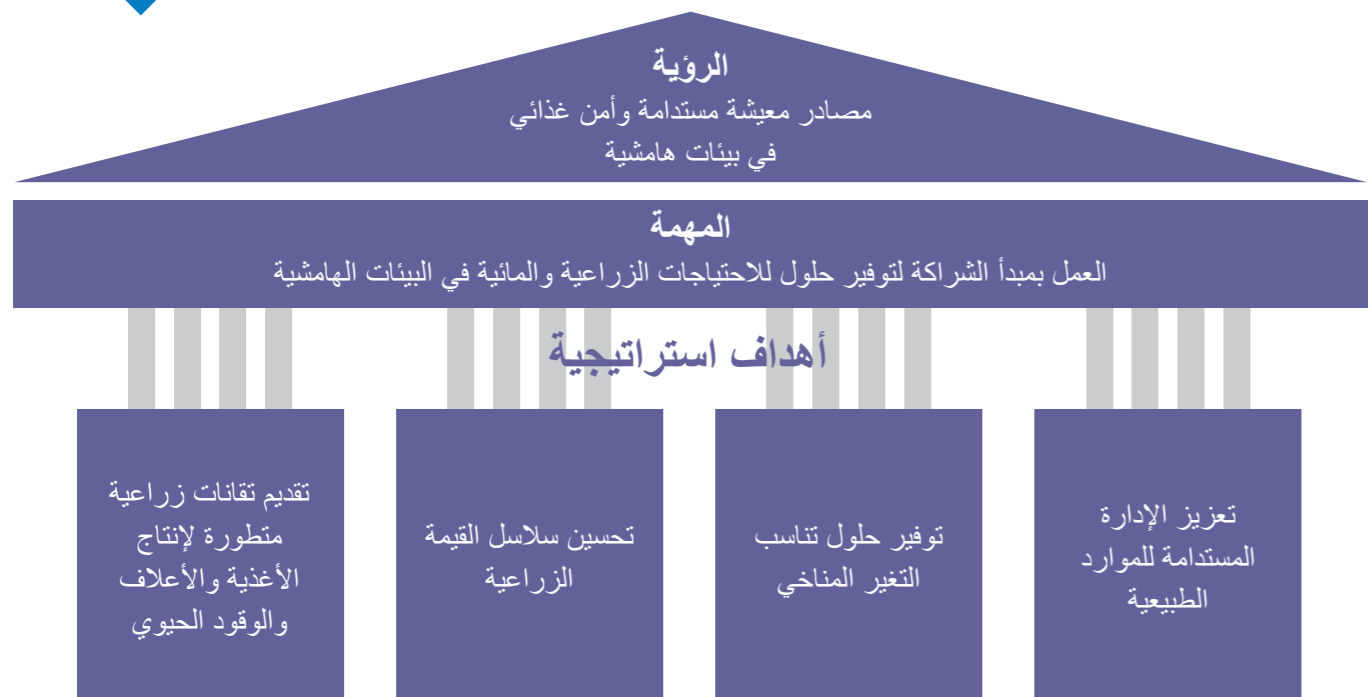 الرؤية
مصادر معيشة مستدامة وأمن غذائي
في بيئات هامشية
المهمة
العمل بمبدأ الشراكة لتوفير حلول للاحتياجات الزراعية والمائية في البيئات الهامشية
أهداف استراتيجية
تعزيز الإدارة
المستدامة للموارد
الطبيعية
توفير حلول تناسب
التغير المناخي
تحسين سلاسل القيمة
الزراعية
تقديم تقانات زراعية
متطورة لإنتاج
الأغذية والأعلاف
والوقود الحيوي